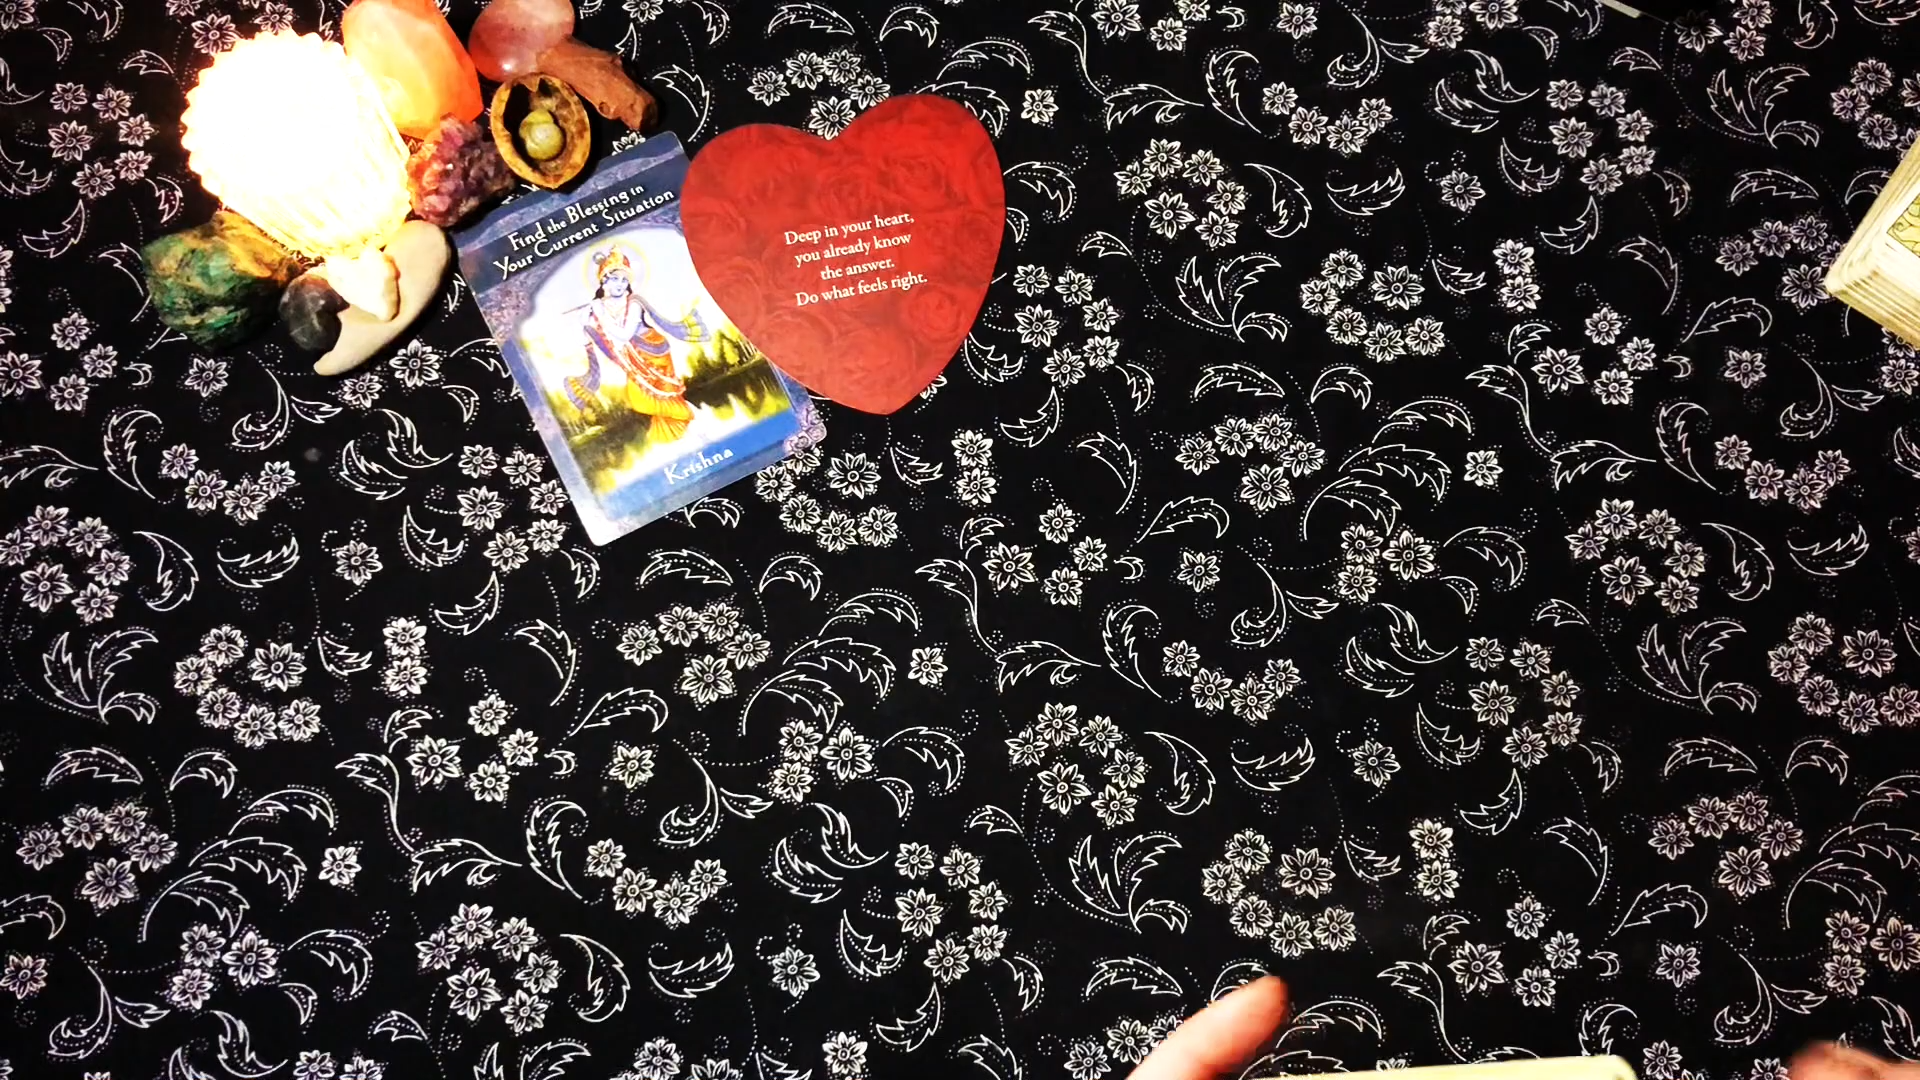 Find the Blessing in
Your Current Situation
Krishna
Deep in your heart,
you already know
the answer.
Do what feels right.